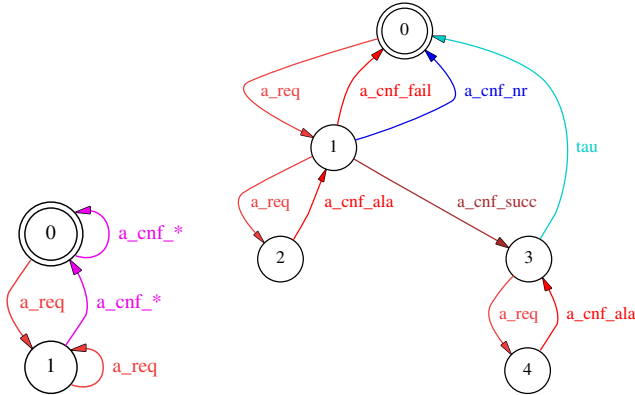 0
a_req
a_cnf_fail
a_cnf_nr
1
tau
a_req
a_cnf_ala
a_cnf_succ
2
3
a_req
a_cnf_ala
4
0
a_cnf_*
a_req
a_cnf_*
1
a_req